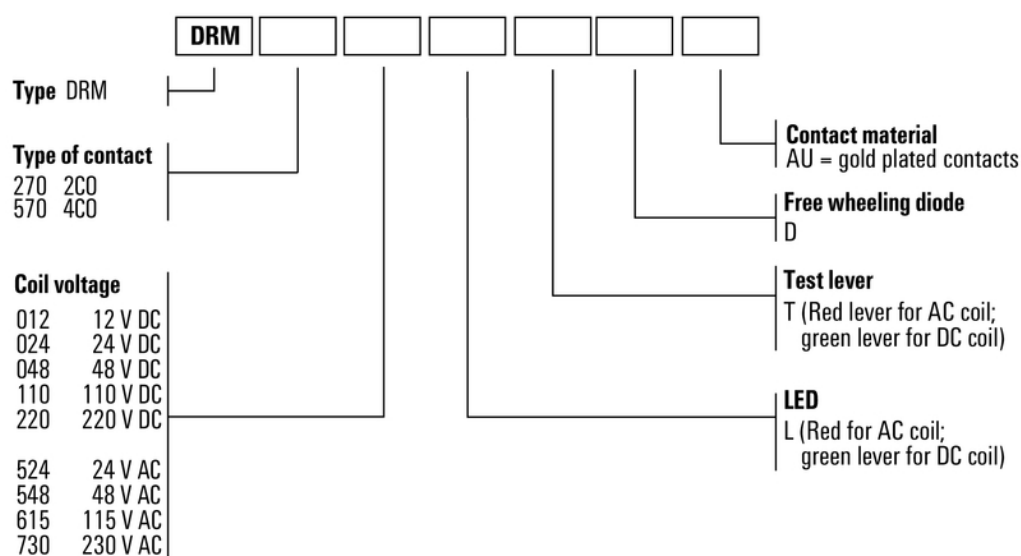 DRM
Type DRM
Type of contact
270 2CO
570 4CO
Coil voltage
012 12 V DC
024 24 V DC
048 48 V DC
110 110 V DC
220 220 V DC
524 24 V AC
548 48 V AC
615 115 V AC
730 230 V AC
Contact material
AU = gold plated contacts
Free wheeling diode
D
Test lever
T (Red lever for AC coil;
green lever for DC coil)
LED
L (Red for AC coil;
green lever for DC coil)